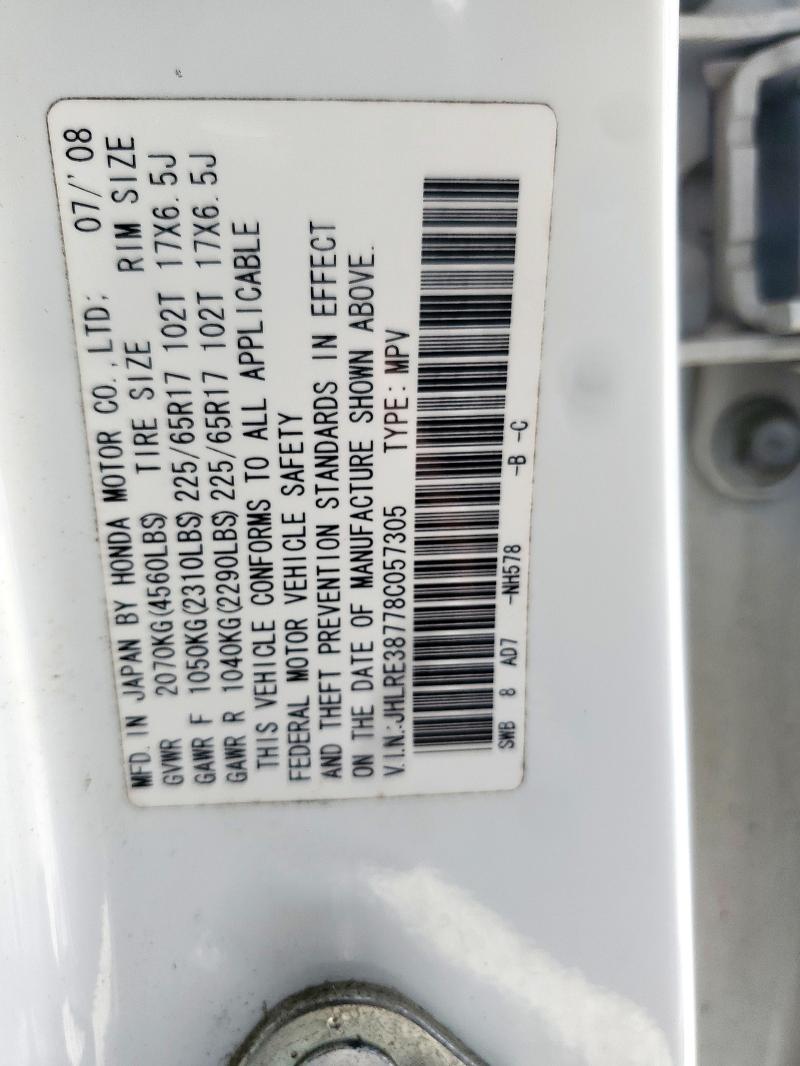 MFD. IN JAPAN BY HONDA MOTOR CO., LTD; 07/'08
GVWR 2070KG(4560LBS) TIRE SIZE RIM SIZE
GAWR F 1050KG(2310LBS) 225/65R17 102T 17X6.5J
GAWR R 1040KG(2290LBS) 225/65R17 102T 17X6.5J
THIS VEHICLE CONFORMS TO ALL APPLICABLE
FEDERAL MOTOR VEHICLE SAFETY
AND THEFT PREVENTION STANDARDS IN EFFECT
ON THE DATE OF MANUFACTURE SHOWN ABOVE.
V.I.N.:JHLRE38778C057305 TYPE: MPV
SWB 8 AD7 -NH578 -B -C